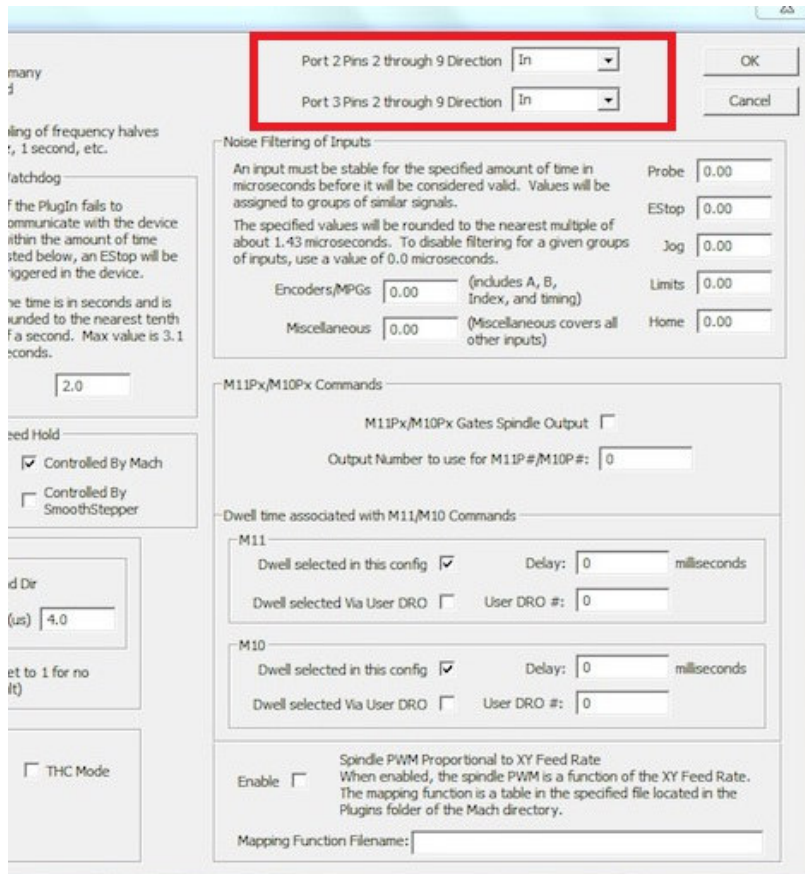 Port 2 Pins 2 through 9 Direction In
OK
Port 3 Pins 2 through 9 Direction In
Cancel
many
d
ling of frequency halves
, 1 second, etc.
Watchdog
f the PlugIn fails to
ommunicate with the device
ithin the amount of time
sted below, an EStop will be
riggered in the device.
he time is in seconds and is
ounded to the nearest tenth
f a second. Max value is 3.1
econds.
2.0
eed Hold
Controlled By Mach
Controlled By
SmoothStepper
d Dir
(us) 4.0
et to 1 for no
lt)
THC Mode
Noise Filtering of Inputs
An input must be stable for the specified amount of time in
microseconds before it will be considered valid. Values will be
assigned to groups of similar signals.
The specified values will be rounded to the nearest multiple of
about 1.43 microseconds. To disable filtering for a given groups
of inputs, use a value of 0.0 microseconds.
Encoders/MPGs 0.00 (includes A, B,
Index, and timing)
Miscellaneous 0.00 (Miscellaneous covers all
other inputs)
Probe 0.00
EStop 0.00
Jog 0.00
Limits 0.00
Home 0.00
M11Px/M10Px Commands
M11Px/M10Px Gates Spindle Output
Output Number to use for M11P#/M10P#: 0
Dwell time associated with M11/M10 Commands
M11
Dwell selected in this config Delay: 0 milliseconds
Dwell selected Via User DRO User DRO #: 0
M10
Dwell selected in this config Delay: 0 milliseconds
Dwell selected Via User DRO User DRO #: 0
Enable
Spindle PWM Proportional to XY Feed Rate
When enabled, the spindle PWM is a function of the XY Feed Rate.
The mapping function is a table in the specified file located in the
Plugins folder of the Mach directory.
Mapping Function Filename: